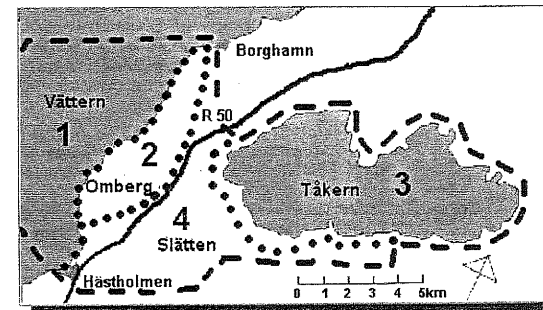 Borghamn
Vättern
1
R 50
2
Omberg
Tåkern
3
4
Slätten
Hästholmen
0 1 2 3 4 5km